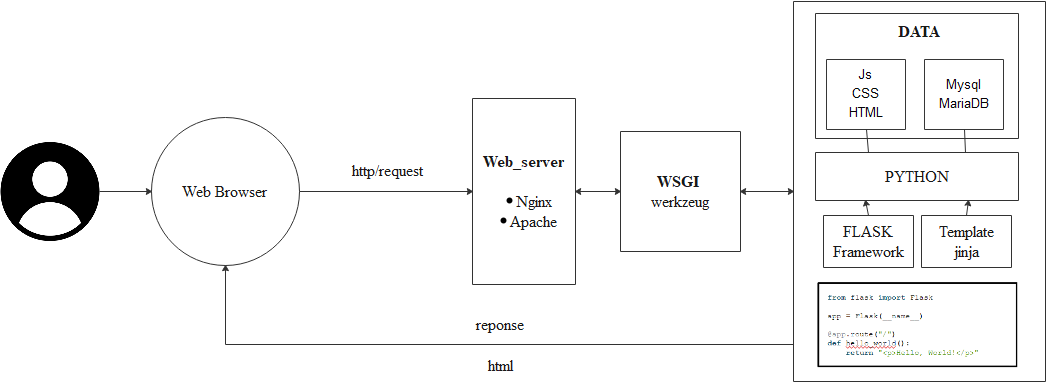 Web Browser
http/request
Web_server
• Nginx
• Apache
WSGI
werkzeug
DATA
Js
CSS
HTML
Mysql
MariaDB
PYTHON
FLASK
Framework
Template
jinja
from flask import Flask
app = Flask(__name__)
@app.route("/")
def hello_world():
return "<p>Hello, World!</p>"
reponse
html